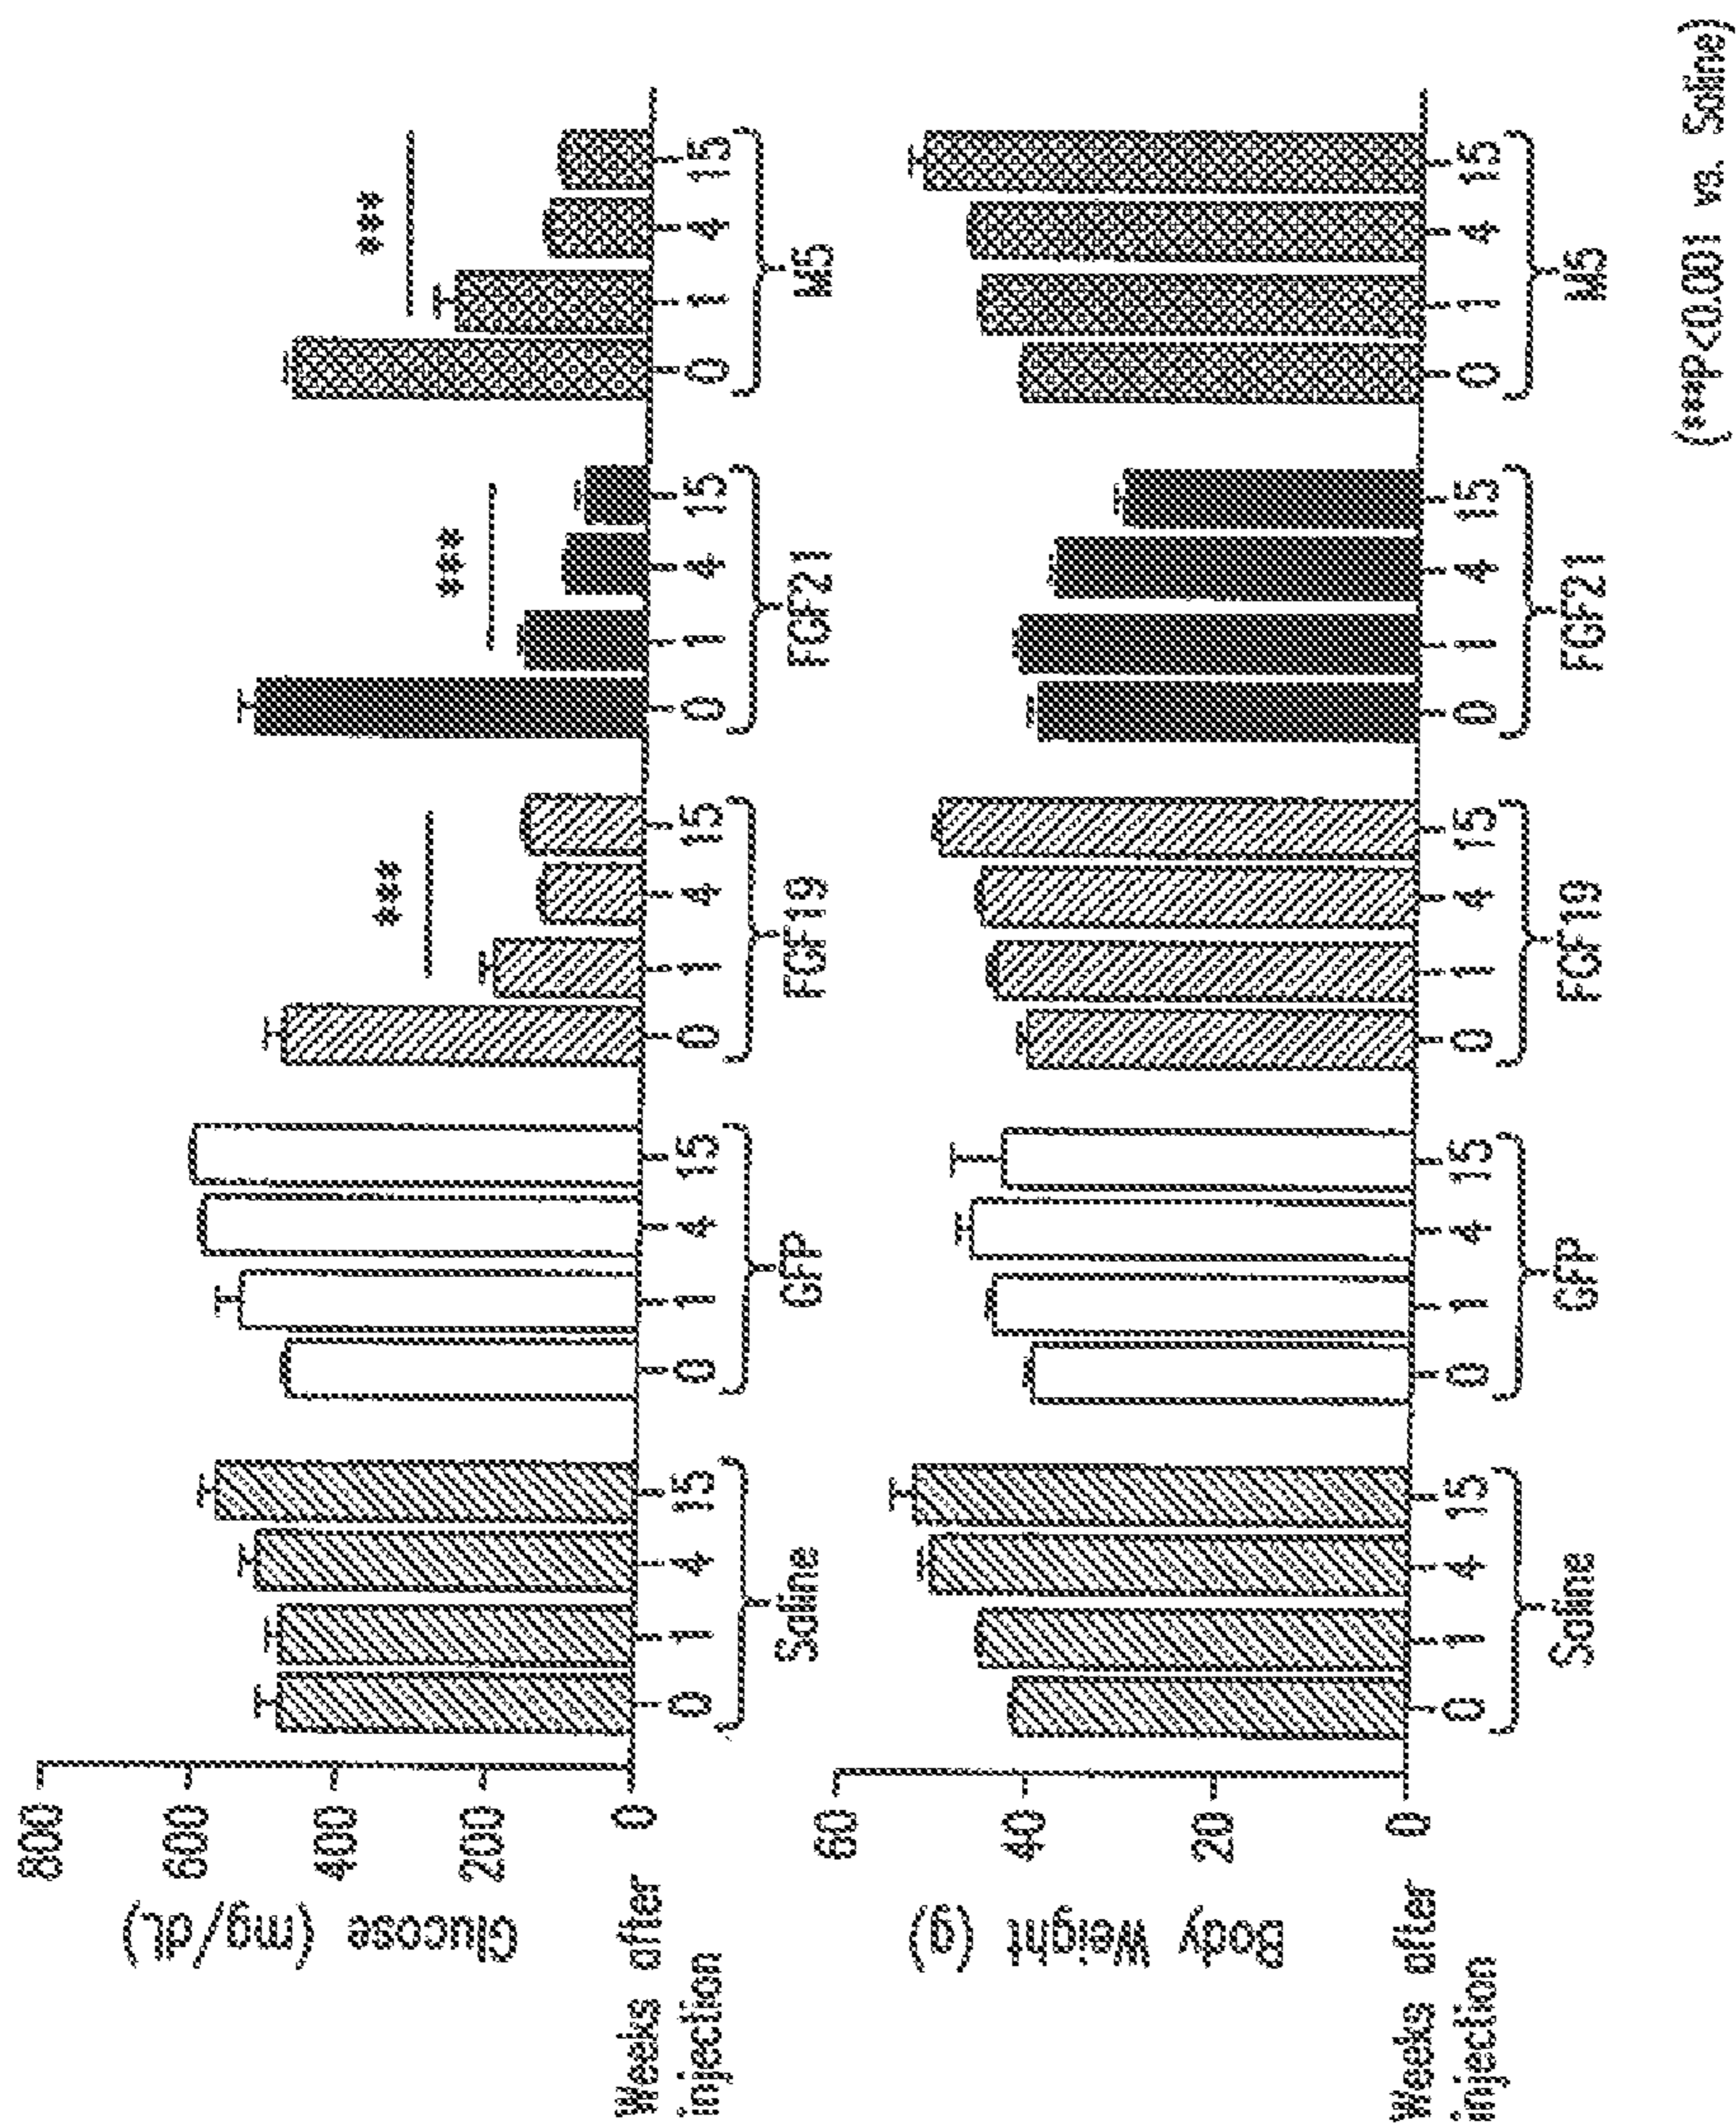 800
600
400
200
0
Glucose (mg/dL)
***
***
***
Weeks after
injection
0 1 4 15 0 1 4 15 0 1 4 15 0 1 4 15 0 1 4 15
Saline GFP FGF19 FGF21 M5
60
40
20
0
Body Weight (g)
Weeks after
injection
0 1 4 15 0 1 4 15 0 1 4 15 0 1 4 15 0 1 4 15
Saline GFP FGF19 FGF21 M5
(***P<0.001 vs. Saline)